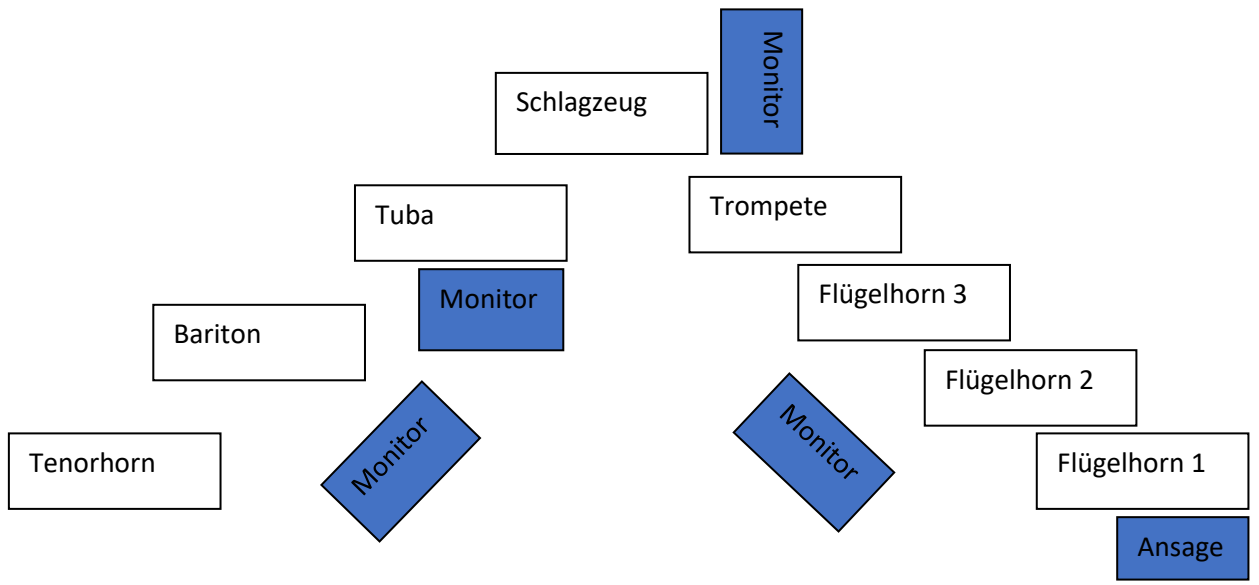 Monitor
Schlagzeug
Tuba
Trompete
Monitor
Flügelhorn 3
Bariton
Flügelhorn 2
Monitor
Monitor
Tenorhorn
Flügelhorn 1
Ansage